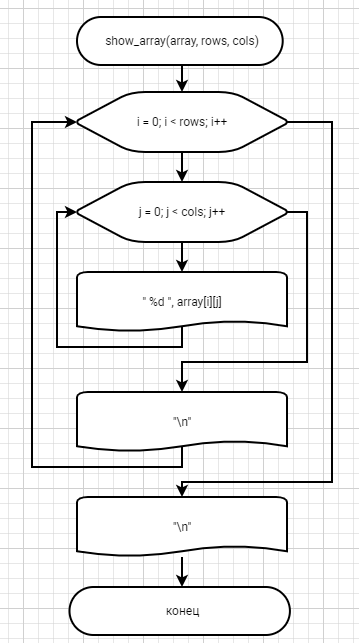 show_array(array, rows, cols)
i = 0; i < rows; i++
j = 0; j < cols; j++
" %d ", array[i][j]
"\n"
"\n"
конец